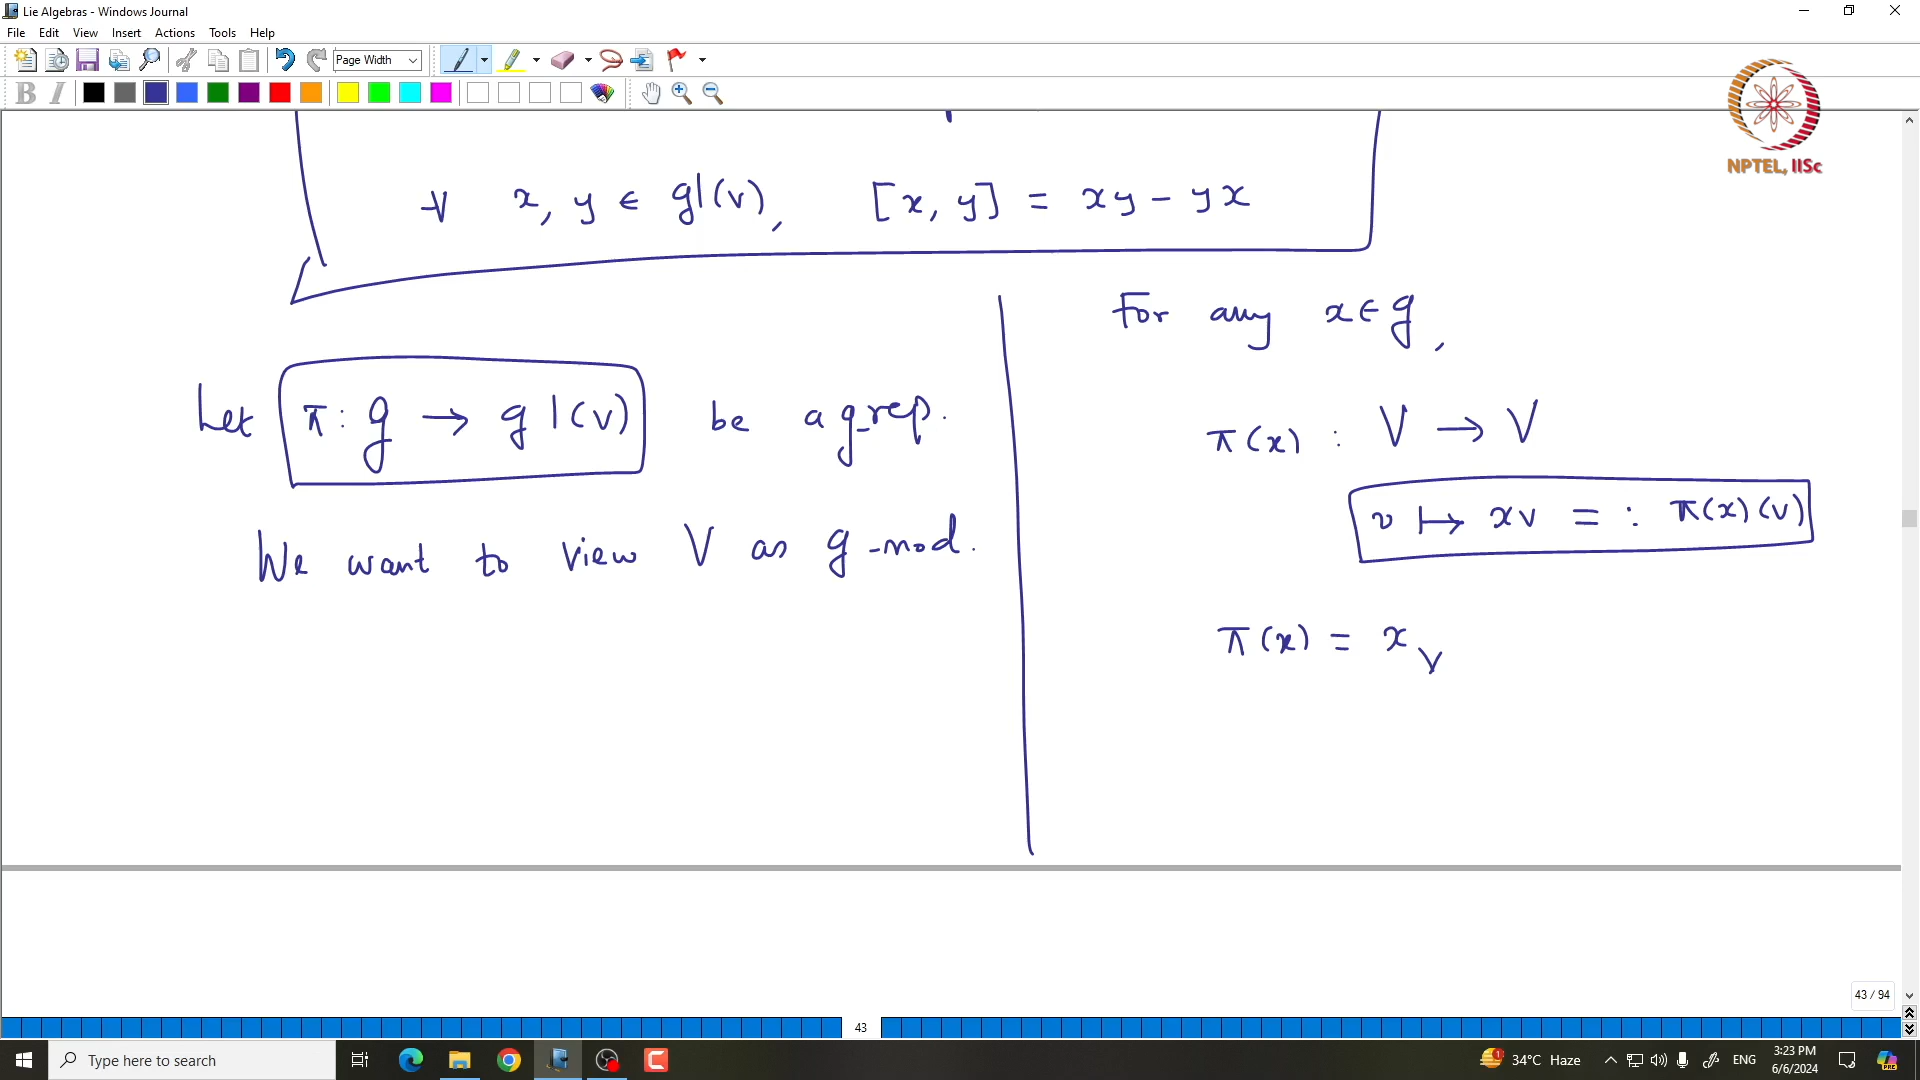 Lie Algebras - Windows Journal
File Edit View Insert Actions Tools Help
Page Width
B I
NPTEL, IISc
∀ x, y ∈ gl(V), [x, y] = xy - yx
Let π : g → gl(V) be a g-rep.
We want to view V as g-mod.
For any x ∈ g,
π(x) : V → V
v ↦ xv =: π(x)(v)
π(x) = x_V
43 / 94
43
Type here to search
34°C Haze
ENG
3:23 PM
6/6/2024